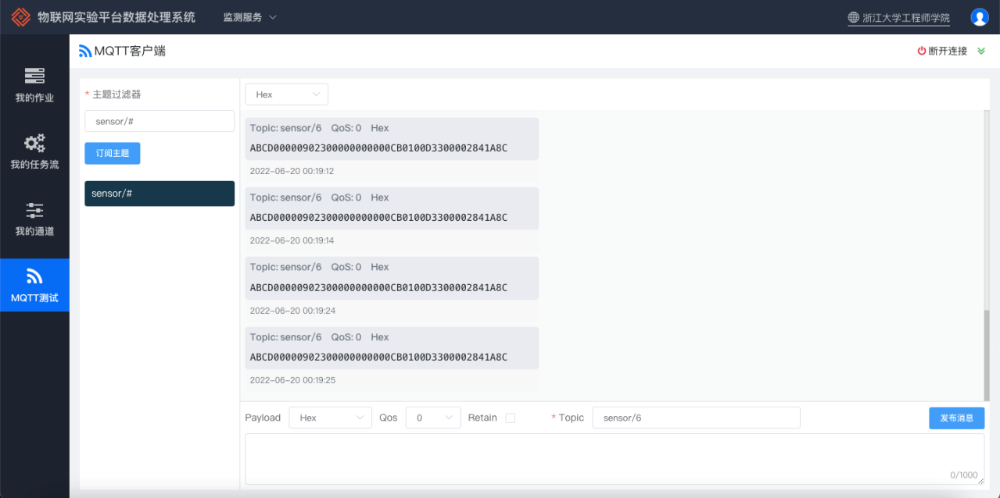 物联网实验平台数据处理系统 监测服务 浙江大学工程师学院
MQTT客户端 断开连接
我的作业
我的任务流
我的通道
MQTT测试
* 主题过滤器
sensor/#
订阅主题
sensor/#
Hex
Topic: sensor/6 QoS: 0 Hex
ABCD00000902300000000000CB0100D3300002841A8C
2022-06-20 00:19:12
Topic: sensor/6 QoS: 0 Hex
ABCD00000902300000000000CB0100D3300002841A8C
2022-06-20 00:19:14
Topic: sensor/6 QoS: 0 Hex
ABCD00000902300000000000CB0100D3300002841A8C
2022-06-20 00:19:24
Topic: sensor/6 QoS: 0 Hex
ABCD00000902300000000000CB0100D3300002841A8C
2022-06-20 00:19:25
Payload Hex Qos 0 Retain * Topic sensor/6 发布消息
0/1000